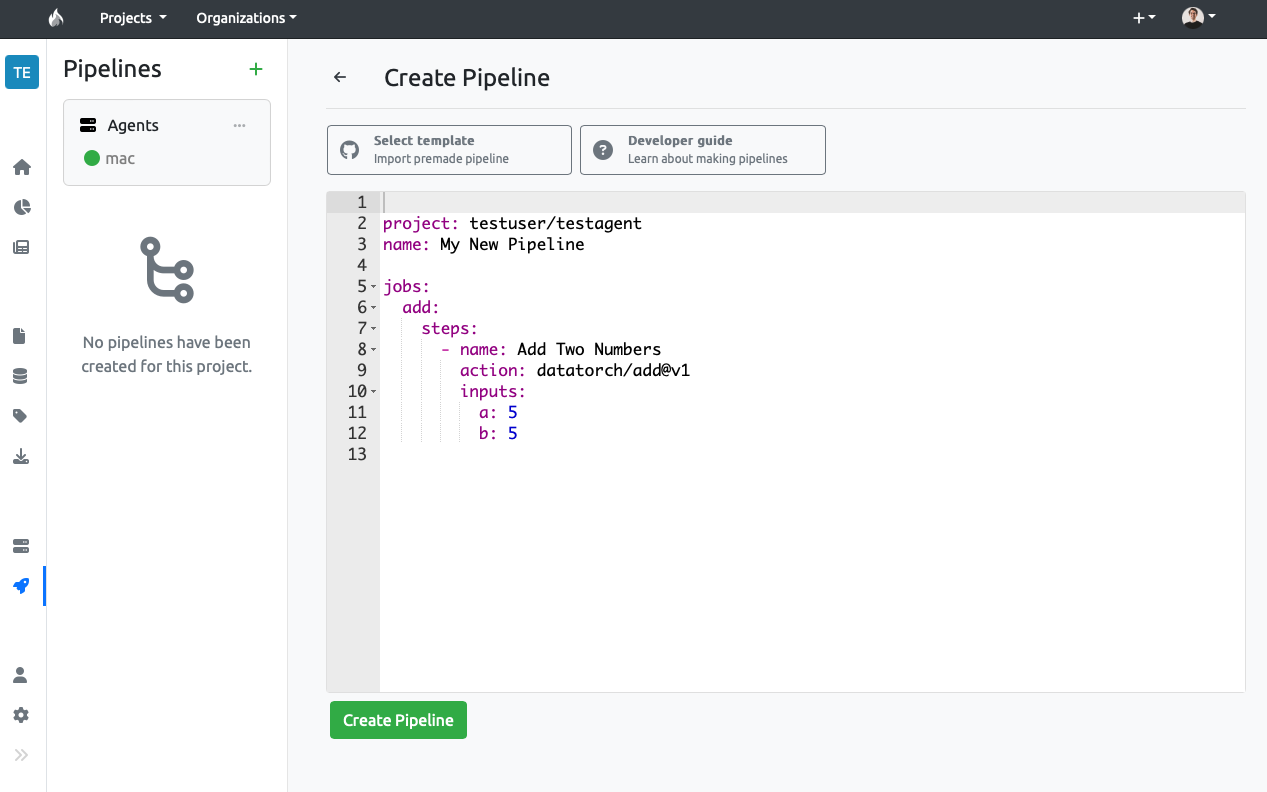 Projects
Organizations
TE
Pipelines
Agents
mac
No pipelines have been
created for this project.
Create Pipeline
Select template
Import premade pipeline
Developer guide
Learn about making pipelines
1
2 project: testuser/testagent
3 name: My New Pipeline
4
5 jobs:
6 add:
7 steps:
8 - name: Add Two Numbers
9 action: datatorch/add@v1
10 inputs:
11 a: 5
12 b: 5
13
Create Pipeline